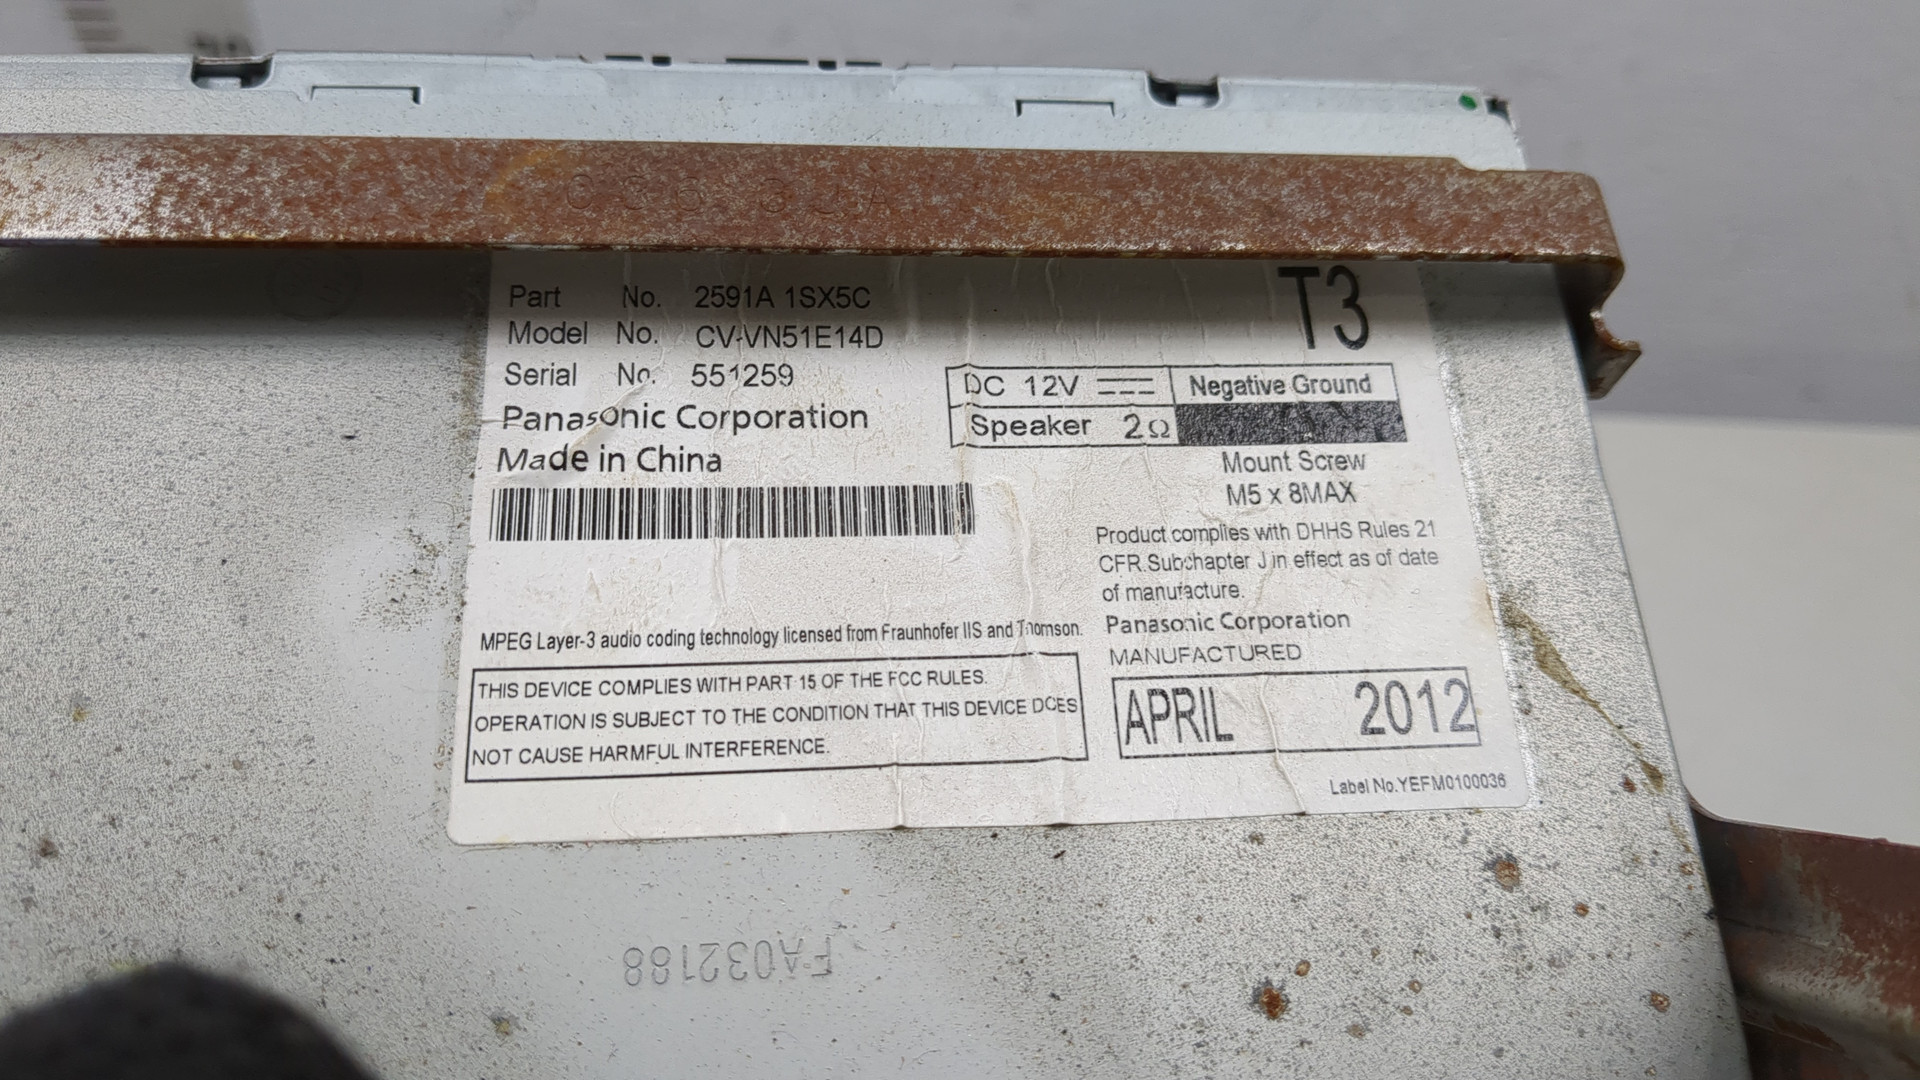 Part No. 2591A 1SX5C
Model No. CV-VN51E14D
Serial No. 551259
Panasonic Corporation
Made in China
T3
DC 12V Negative Ground
Speaker 2Ω
Mount Screw
M5 x 8MAX
Product complies with DHHS Rules 21
CFR.Subchapter J in effect as of date
of manufacture.
Panasonic Corporation
MANUFACTURED
APRIL 2012
MPEG Layer-3 audio coding technology licensed from Fraunhofer IIS and Thomson.
THIS DEVICE COMPLIES WITH PART 15 OF THE FCC RULES.
OPERATION IS SUBJECT TO THE CONDITION THAT THIS DEVICE DOES
NOT CAUSE HARMFUL INTERFERENCE.
Label No.YEFM0100036
FA032188